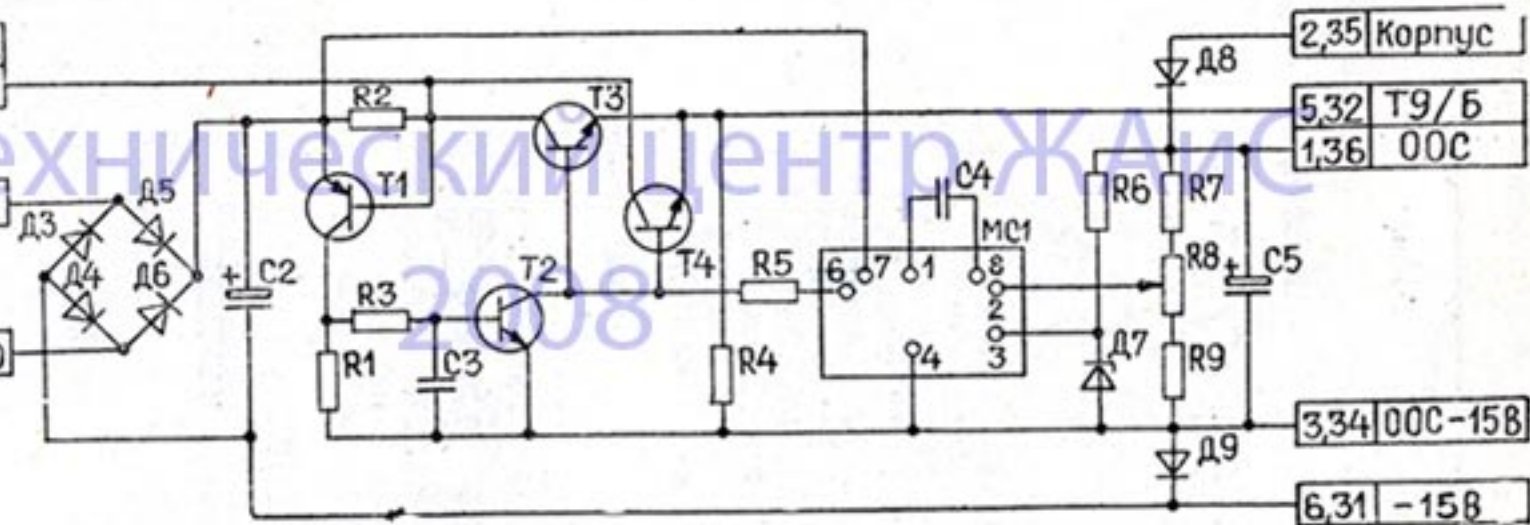 Д8
2,35 Корпус
R2
Т3
5,32 Т9/Б
1,36 ООС
ехнический центр ЖАиС
2008
Т1
Д5
Д3
Д4
Д6
С2
+
Т4
С4
R6
R7
МС1
Т2
R5
6
7
1
8
R8
+
С5
R3
2
3
4
R1
С3
R4
Д7
R9
3,34 ООС-15В
Д9
6,31 -15В